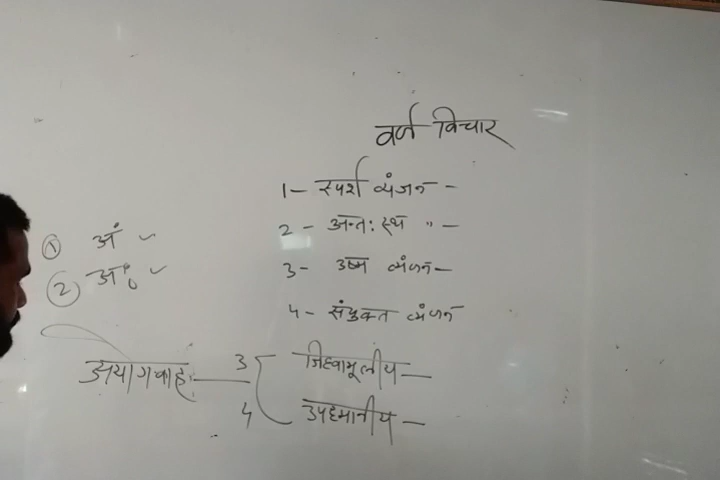 वर्ण विचार
1- स्पर्श व्यंजन -
2- अन्तः स्थ " -
3- उष्म व्यंजन -
4- संयुक्त व्यंजन
① अं ✓
② अः ✓
अयोगवाहः — 3 जिह्वामूलीय —
4 उपध्मानीय —